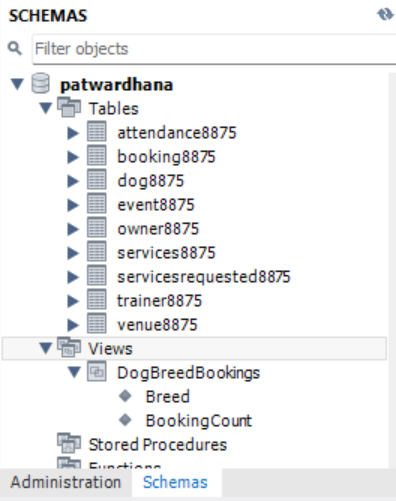 SCHEMAS
Filter objects
patwardhana
Tables
attendance8875
booking8875
dog8875
event8875
owner8875
services8875
servicesrequested8875
trainer8875
venue8875
Views
DogBreedBookings
Breed
BookingCount
Stored Procedures
Functions
Administration Schemas